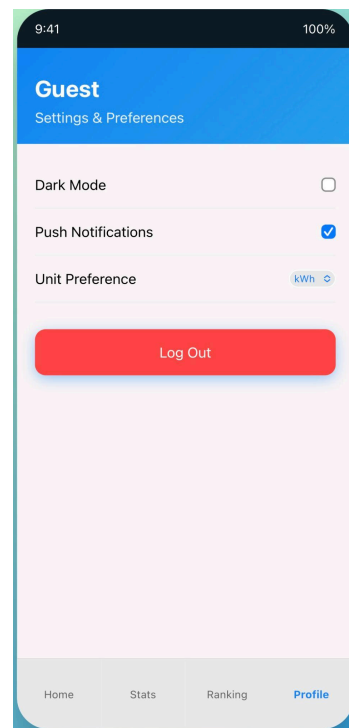 9:41 100%
Guest
Settings & Preferences
Dark Mode
Push Notifications
Unit Preference kWh
Log Out
Home Stats Ranking Profile